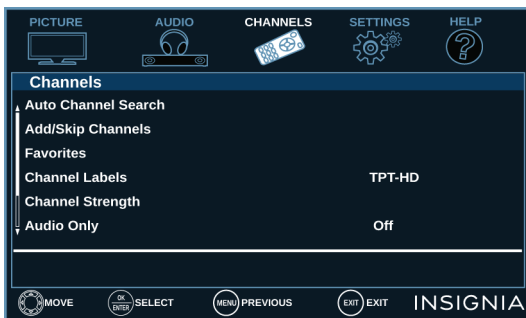 PICTURE AUDIO CHANNELS SETTINGS HELP
Channels
Auto Channel Search
Add/Skip Channels
Favorites
Channel Labels TPT-HD
Channel Strength
Audio Only Off
MOVE OK ENTER SELECT MENU PREVIOUS EXIT EXIT INSIGNIA